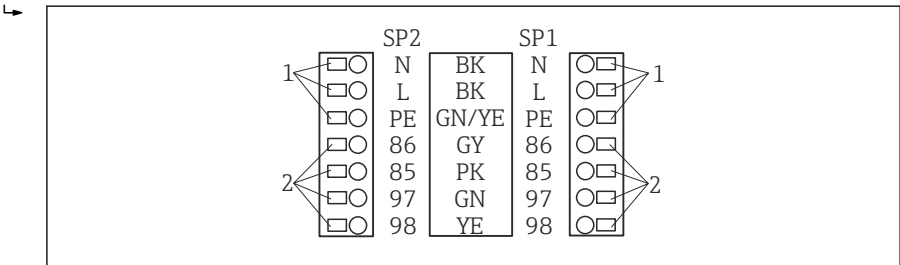 SP2 SP1
N BK N
1 L BK L 1
PE GN/YE PE
86 GY 86
2 85 PK 85 2
97 GN 97
98 YE 98